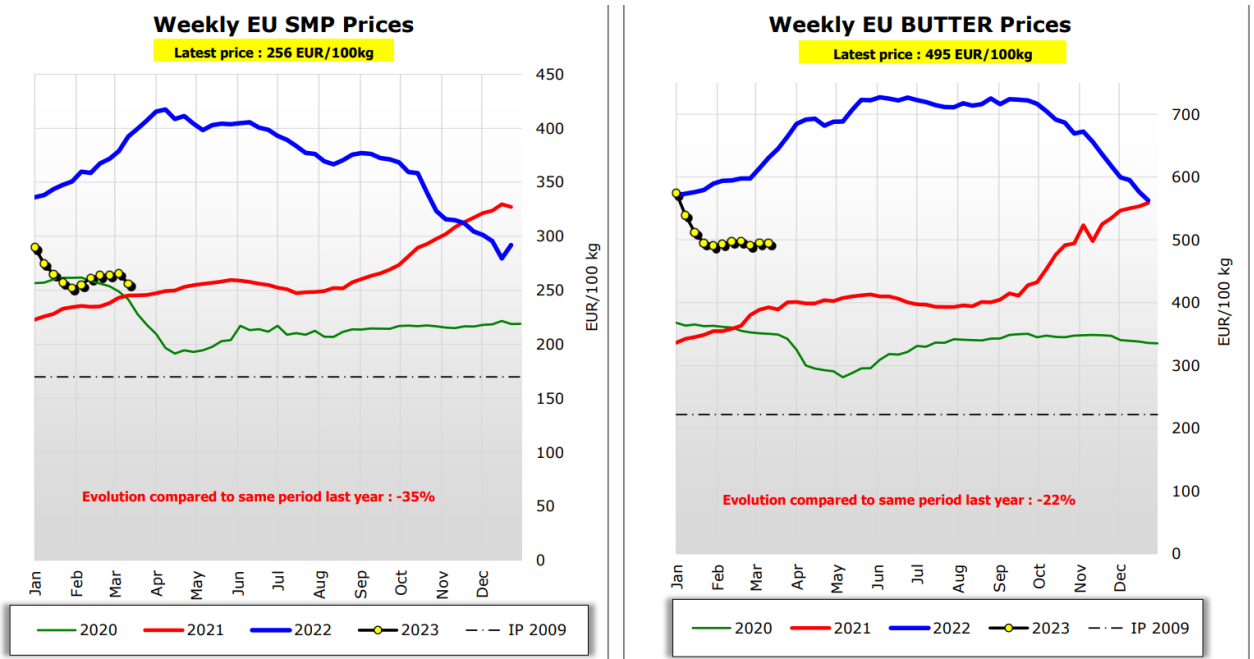 Weekly EU SMP Prices
Latest price : 256 EUR/100kg
450
400
350
300
250
200
150
100
50
0
EUR/100 kg
Evolution compared to same period last year : -35%
Jan Feb Mar Apr May Jun Jul Aug Sep Oct Nov Dec
2020 2021 2022 2023 IP 2009
Weekly EU BUTTER Prices
Latest price : 495 EUR/100kg
700
600
500
400
300
200
100
0
EUR/100 kg
Evolution compared to same period last year : -22%
Jan Feb Mar Apr May Jun Jul Aug Sep Oct Nov Dec
2020 2021 2022 2023 IP 2009